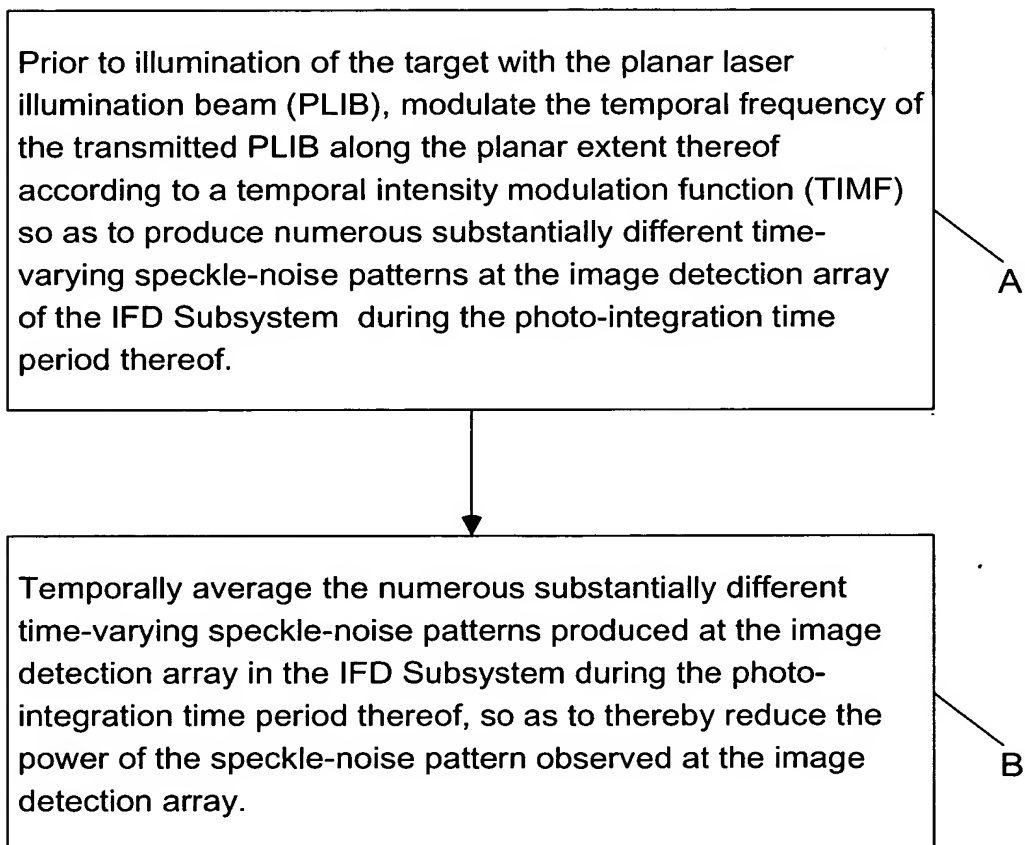 Prior to illumination of the target with the planar laser
illumination beam (PLIB), modulate the temporal frequency of
the transmitted PLIB along the planar extent thereof
according to a temporal intensity modulation function (TIMF)
so as to produce numerous substantially different time-
varying speckle-noise patterns at the image detection array
of the IFD Subsystem during the photo-integration time
period thereof.
A
Temporally average the numerous substantially different
time-varying speckle-noise patterns produced at the image
detection array in the IFD Subsystem during the photo-
integration time period thereof, so as to thereby reduce the
power of the speckle-noise pattern observed at the image
detection array.
B